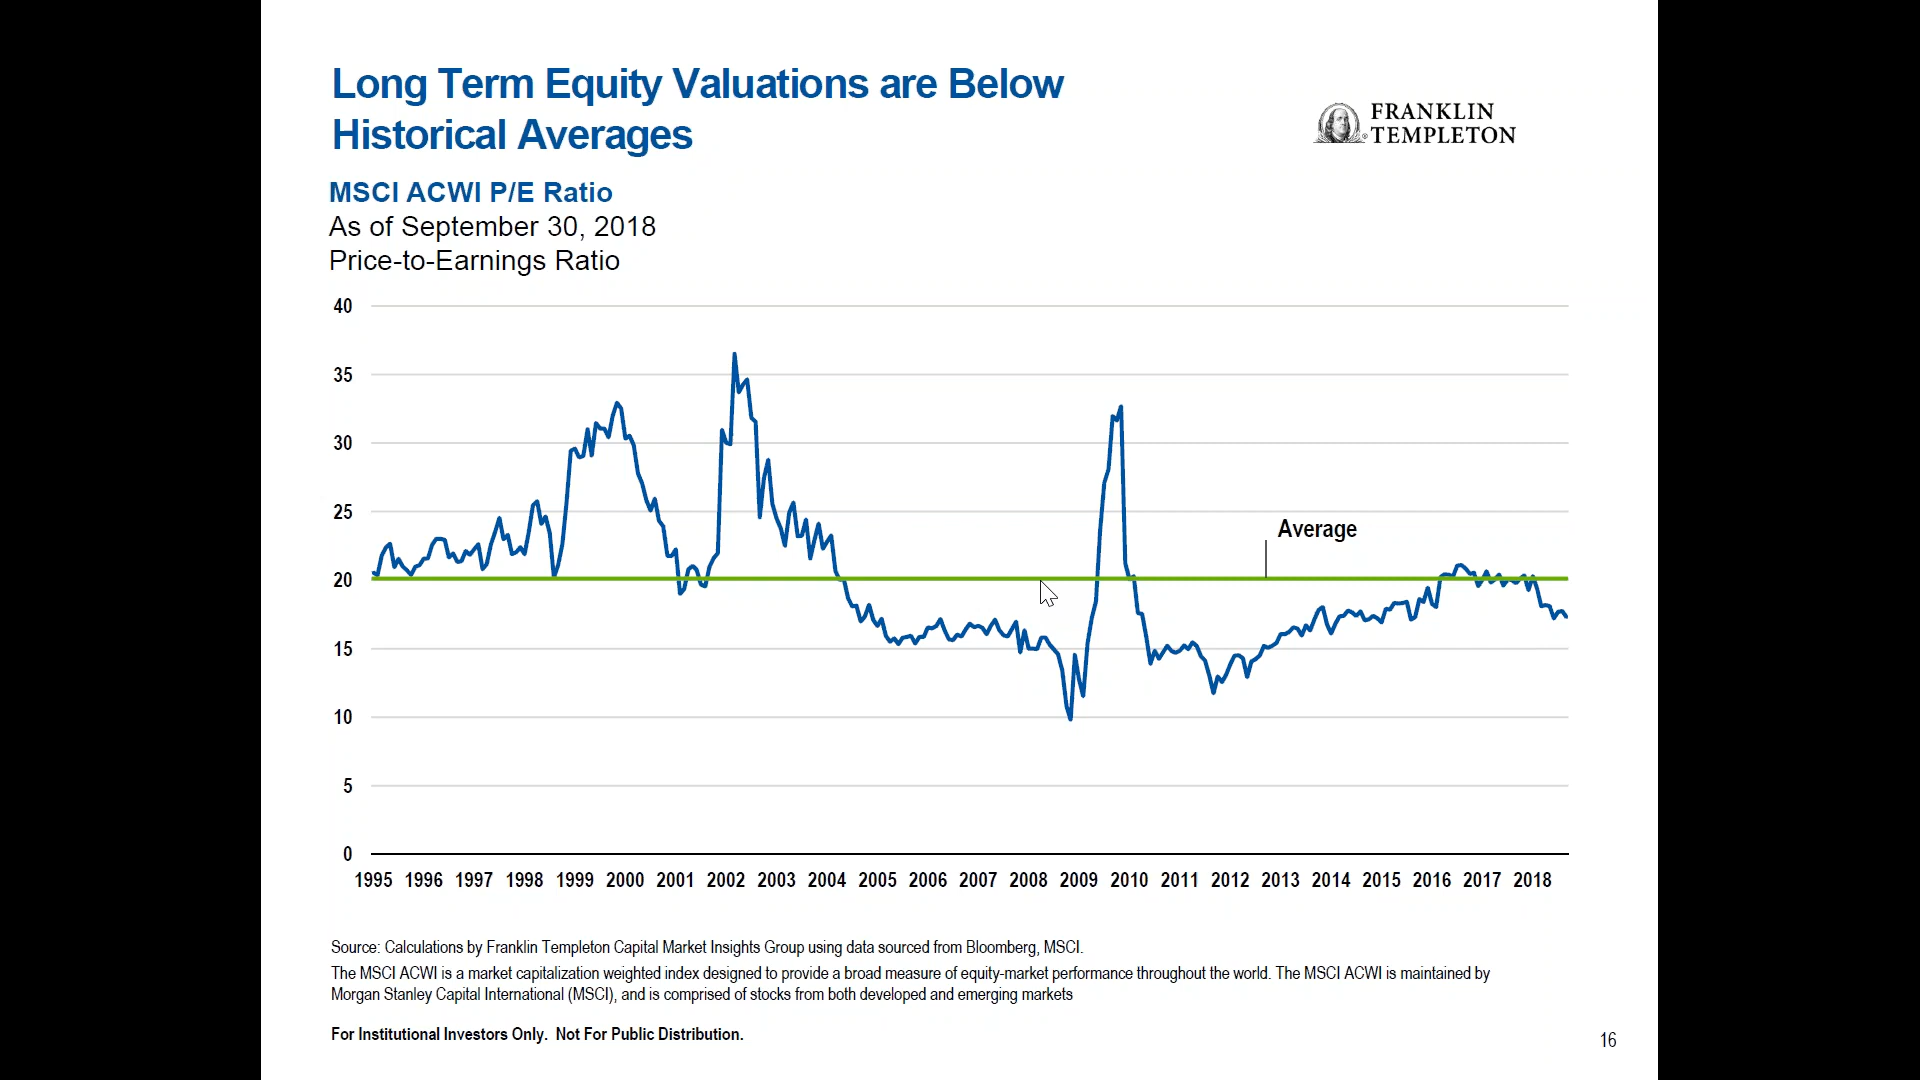 Long Term Equity Valuations are Below
Historical Averages
FRANKLIN
TEMPLETON
MSCI ACWI P/E Ratio
As of September 30, 2018
Price-to-Earnings Ratio
40
35
30
25
20
15
10
5
0
Average
1995 1996 1997 1998 1999 2000 2001 2002 2003 2004 2005 2006 2007 2008 2009 2010 2011 2012 2013 2014 2015 2016 2017 2018
Source: Calculations by Franklin Templeton Capital Market Insights Group using data sourced from Bloomberg, MSCI.
The MSCI ACWI is a market capitalization weighted index designed to provide a broad measure of equity-market performance throughout the world. The MSCI ACWI is maintained by
Morgan Stanley Capital International (MSCI), and is comprised of stocks from both developed and emerging markets
For Institutional Investors Only. Not For Public Distribution.
16